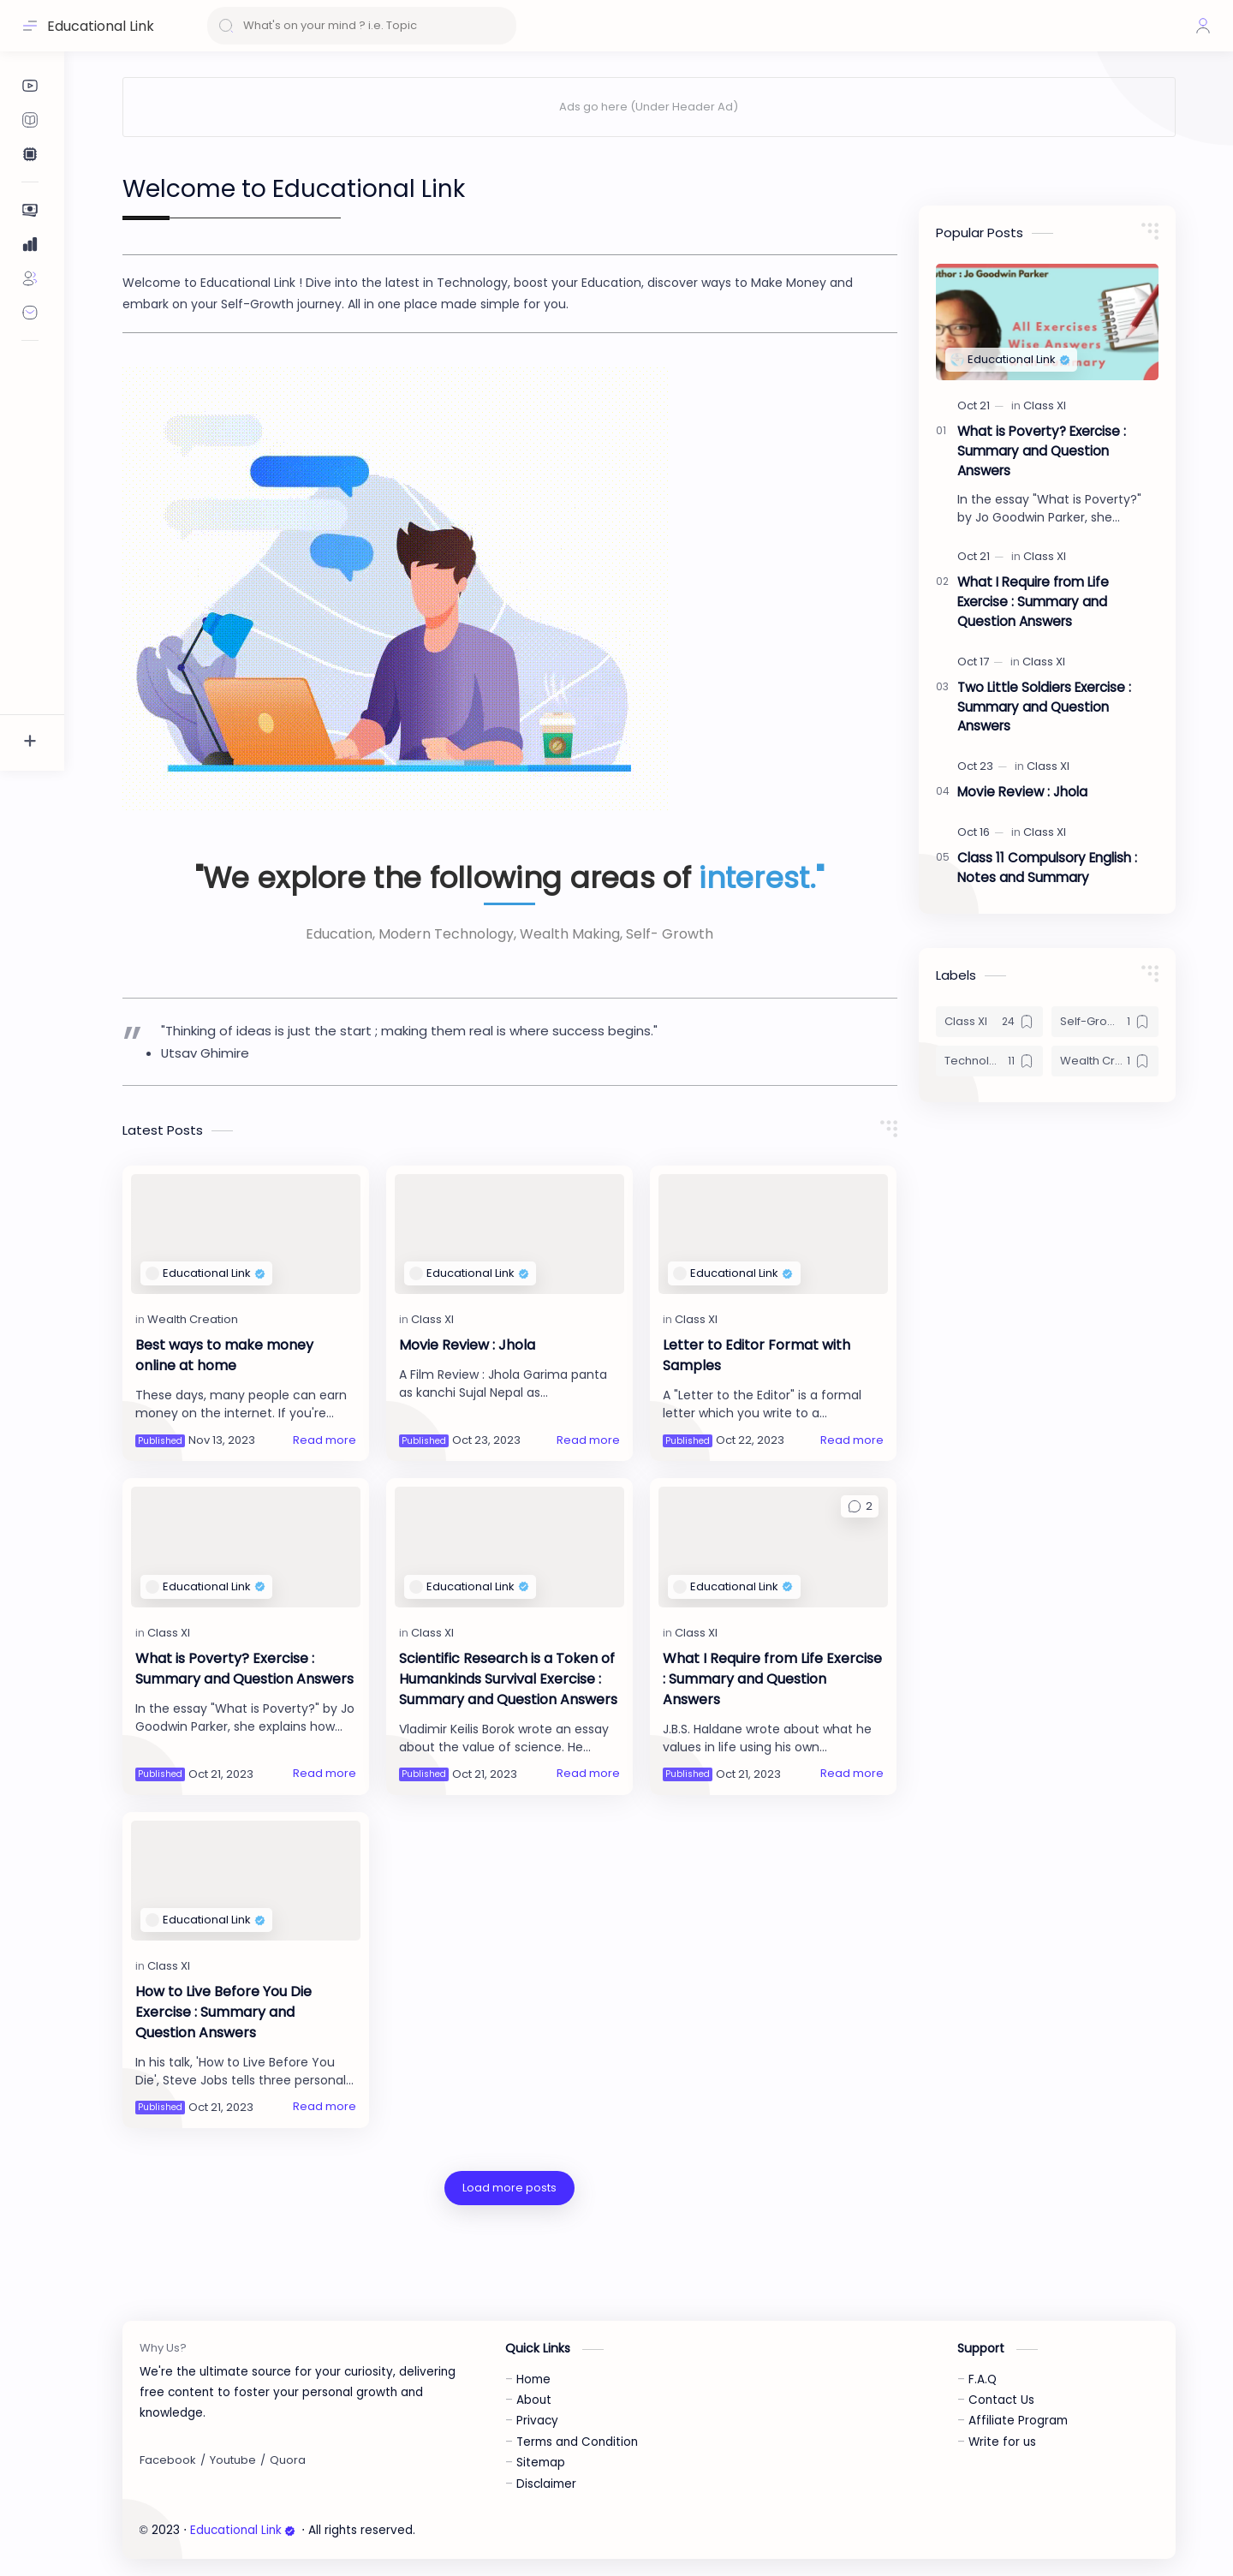 Educational Link
What's on your mind ? i.e. Topic
Ads go here (Under Header Ad)
Welcome to Educational Link
Welcome to Educational Link ! Dive into the latest in Technology, boost your Education, discover ways to Make Money and
embark on your Self-Growth journey. All in one place made simple for you.
"We explore the following areas of interest."
Education, Modern Technology, Wealth Making, Self- Growth
"Thinking of ideas is just the start ; making them real is where success begins."
Utsav Ghimire
Latest Posts
Educational Link
in Wealth Creation
Best ways to make money
online at home
These days, many people can earn
money on the internet. If you're...
Published Nov 13, 2023 Read more
Educational Link
in Class XI
Movie Review : Jhola
A Film Review : Jhola Garima panta
as kanchi Sujal Nepal as...
Published Oct 23, 2023 Read more
Educational Link
in Class XI
Letter to Editor Format with
Samples
A "Letter to the Editor" is a formal
letter which you write to a...
Published Oct 22, 2023 Read more
Educational Link
in Class XI
What is Poverty? Exercise :
Summary and Question Answers
In the essay "What is Poverty?" by Jo
Goodwin Parker, she explains how...
Published Oct 21, 2023 Read more
Educational Link
in Class XI
Scientific Research is a Token of
Humankinds Survival Exercise :
Summary and Question Answers
Vladimir Keilis Borok wrote an essay
about the value of science. He...
Published Oct 21, 2023 Read more
2
Educational Link
in Class XI
What I Require from Life Exercise
: Summary and Question
Answers
J.B.S. Haldane wrote about what he
values in life using his own...
Published Oct 21, 2023 Read more
Educational Link
in Class XI
How to Live Before You Die
Exercise : Summary and
Question Answers
In his talk, 'How to Live Before You
Die', Steve Jobs tells three personal...
Published Oct 21, 2023 Read more
Load more posts
Popular Posts
uthor : Jo Goodwin Parker
All Exercises
Wise Answers
Educational Link
Oct 21 — in Class XI
01 What is Poverty? Exercise :
Summary and Question
Answers
In the essay "What is Poverty?"
by Jo Goodwin Parker, she...
Oct 21 — in Class XI
02 What I Require from Life
Exercise : Summary and
Question Answers
Oct 17 — in Class XI
03 Two Little Soldiers Exercise :
Summary and Question
Answers
Oct 23 — in Class XI
04 Movie Review : Jhola
Oct 16 — in Class XI
05 Class 11 Compulsory English :
Notes and Summary
Labels
Class XI 24
Self-Gro... 1
Technol... 11
Wealth Cr... 1
Why Us?
We're the ultimate source for your curiosity, delivering
free content to foster your personal growth and
knowledge.
Facebook / Youtube / Quora
Quick Links
Home
About
Privacy
Terms and Condition
Sitemap
Disclaimer
Support
F.A.Q
Contact Us
Affiliate Program
Write for us
© 2023 · Educational Link · All rights reserved.